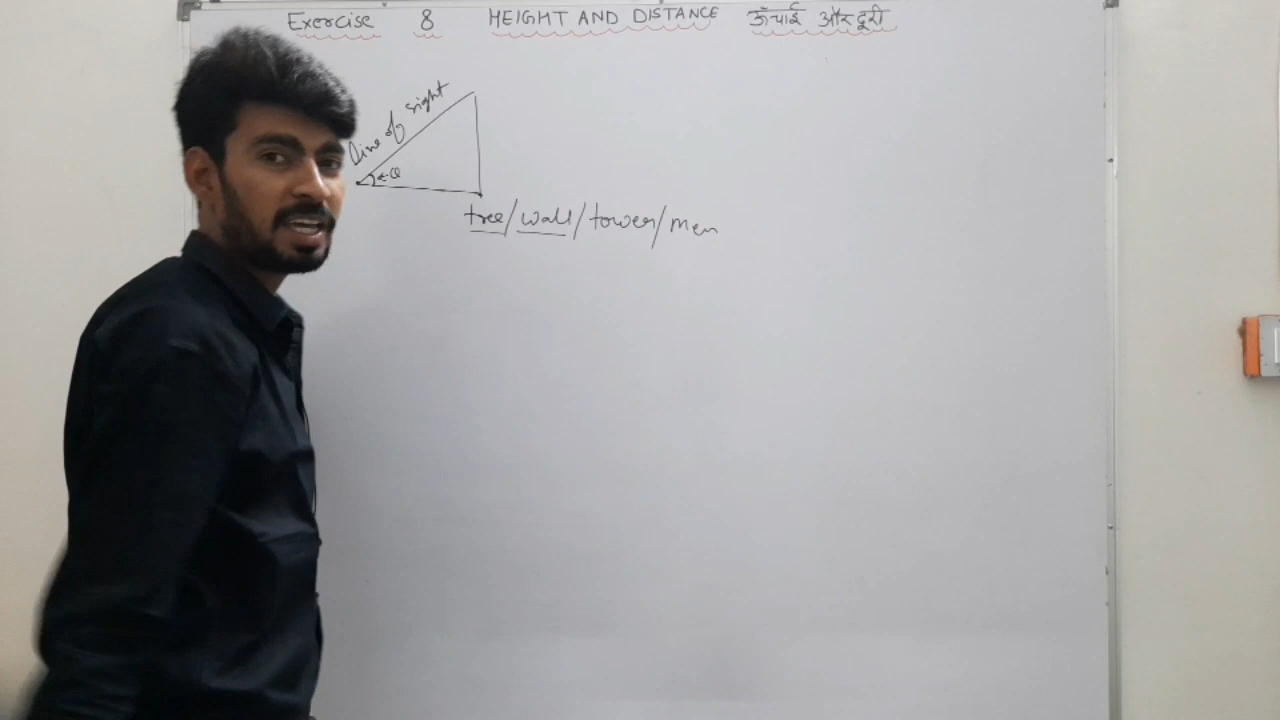 Exercise 8 HEIGHT AND DISTANCE ऊँचाई और दूरी
Line of sight
tree/wall/tower/men